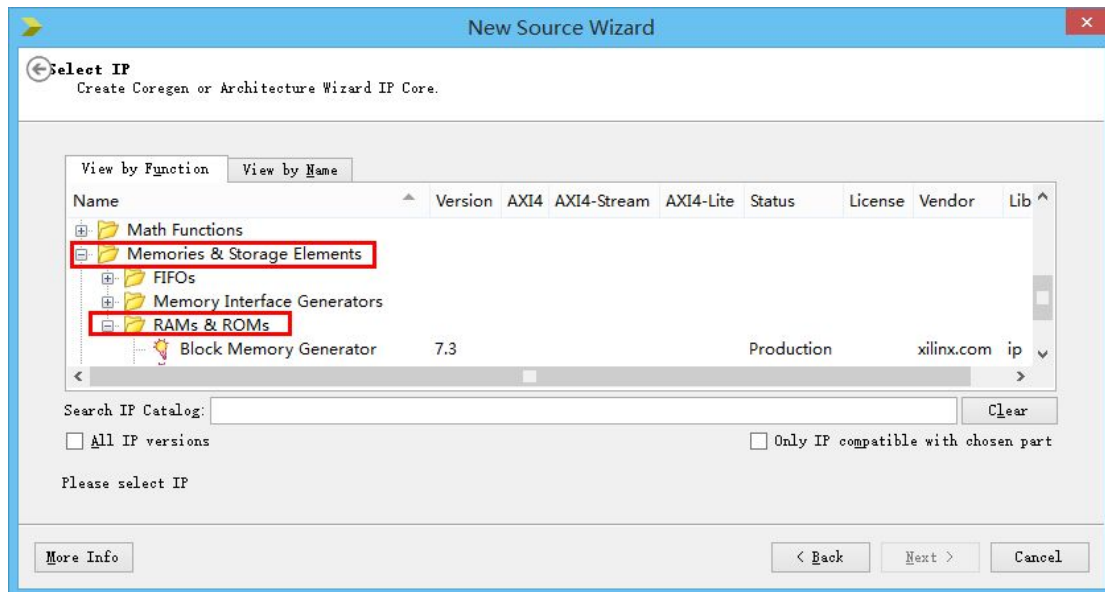 New Source Wizard
Select IP
Create Coregen or Architecture Wizard IP Core.
View by Function View by Name
Name Version AXI4 AXI4-Stream AXI4-Lite Status License Vendor Lib
Math Functions
Memories & Storage Elements
FIFOs
Memory Interface Generators
RAMs & ROMs
Block Memory Generator 7.3 Production xilinx.com ip
Search IP Catalog: Clear
All IP versions Only IP compatible with chosen part
Please select IP
More Info < Back Next > Cancel